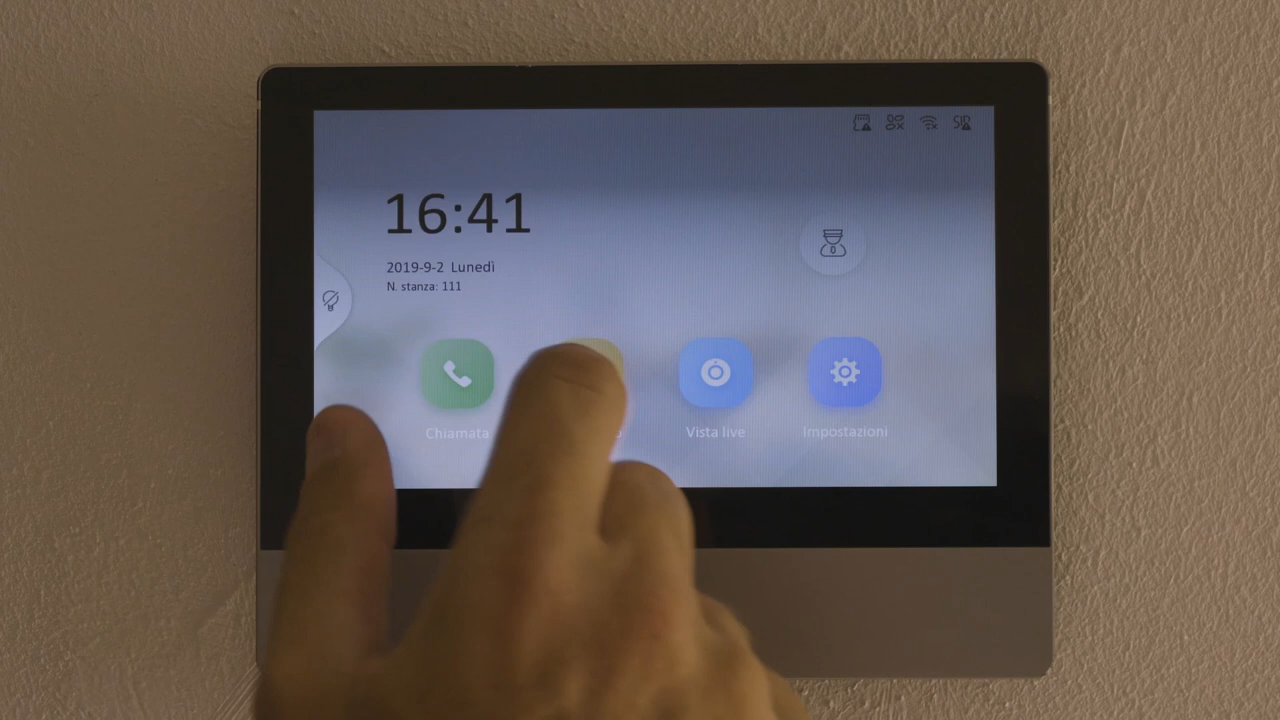 16:41
2019-9-2 Lunedì
N. stanza: 111
Chiamata
Vista live
Impostazioni